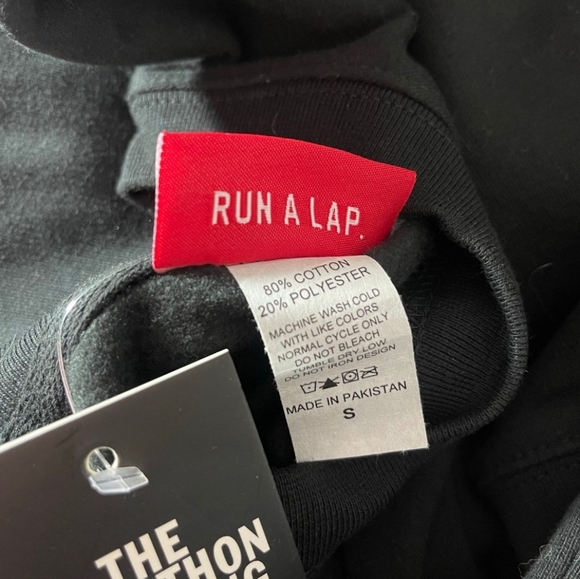 RUN A LAP.
80% COTTON
20% POLYESTER
MACHINE WASH COLD
WITH LIKE COLORS
NORMAL CYCLE ONLY
DO NOT BLEACH
TUMBLE DRY LOW
DO NOT IRON DESIGN
MADE IN PAKISTAN
S
THE